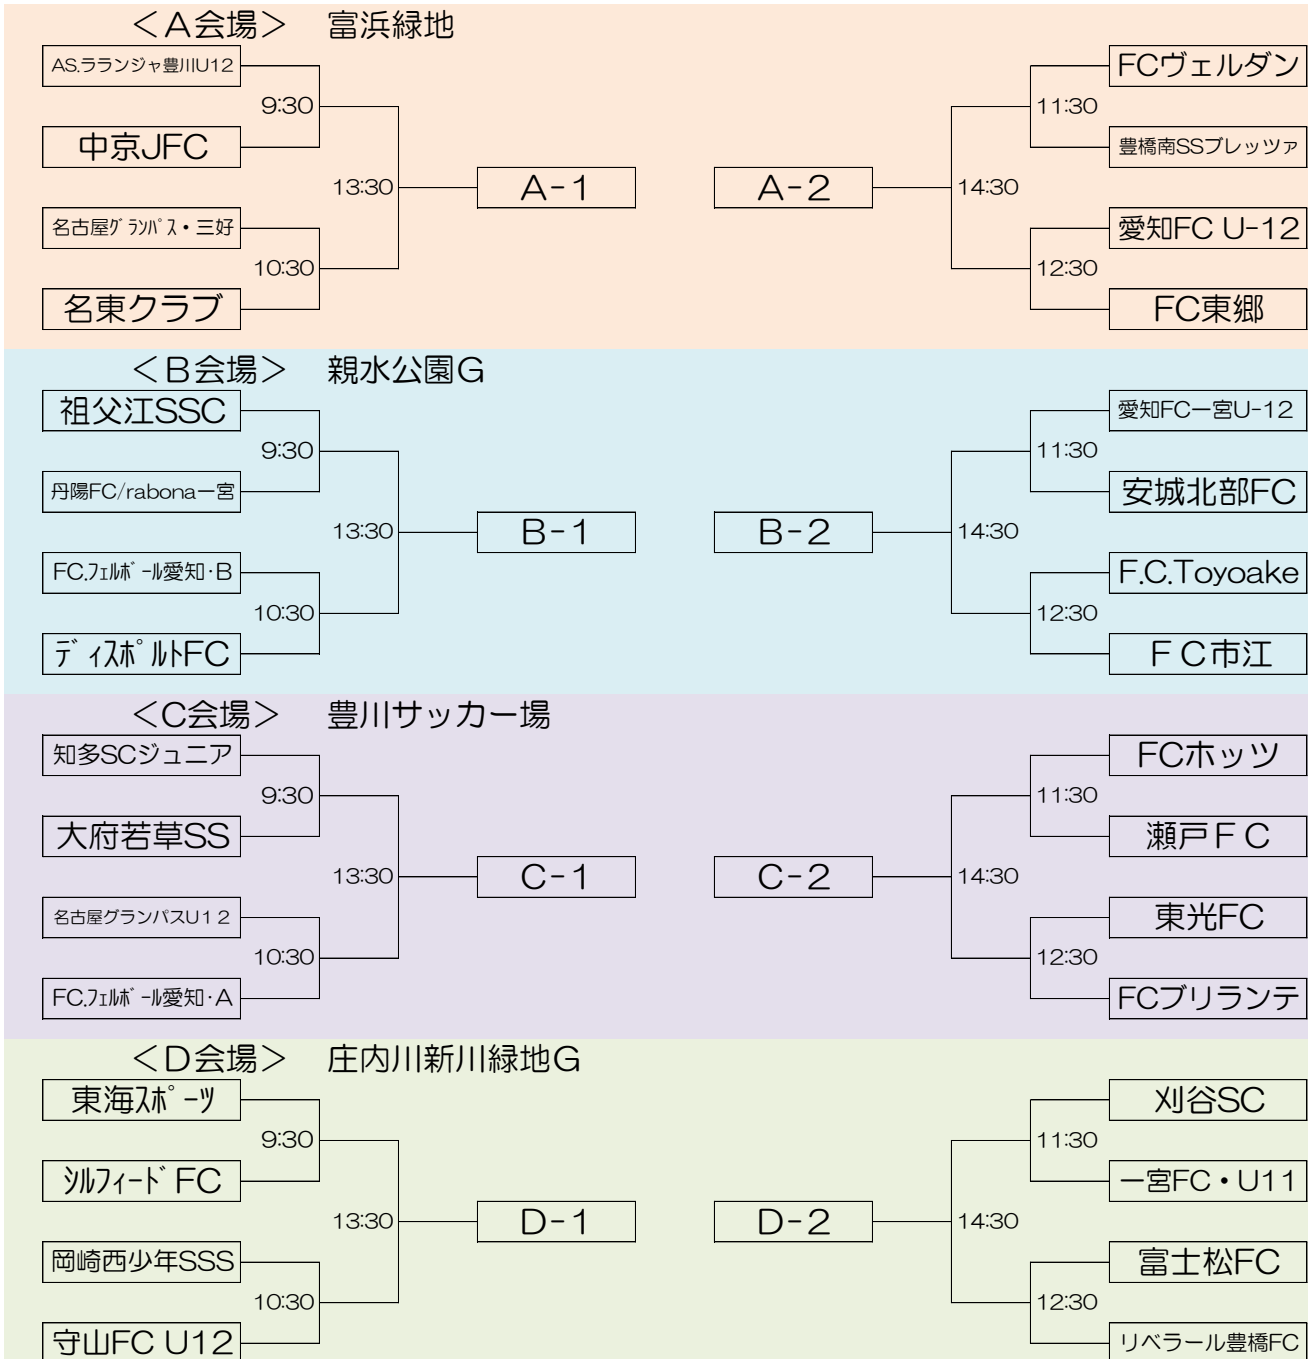 ＜Ａ会場＞　富浜緑地
AS.ラランジャ豊川U12
FCヴェルダン
9:30
11:30
中京JFC
豊橋南SSブレッツァ
13:30
A-1
A-2
14:30
名古屋ｸﾞﾗﾝﾊﾟｽ・三好
愛知FC U-12
10:30
12:30
名東クラブ
FC東郷
＜Ｂ会場＞　親水公園G
祖父江SSC
愛知FC一宮U-12
9:30
11:30
丹陽FC/rabona一宮
安城北部FC
13:30
B-1
B-2
14:30
FC.ﾌｪﾙﾎﾞｰﾙ愛知･B
F.C.Toyoake
10:30
12:30
ﾃﾞｨｽﾎﾟﾙﾄFC
ＦＣ市江
＜C会場＞　豊川サッカー場
知多SCジュニア
FCホッツ
9:30
11:30
大府若草SS
瀬戸ＦＣ
13:30
C-1
C-2
14:30
名古屋グランパスU１２
東光FC
10:30
12:30
FC.ﾌｪﾙﾎﾞｰﾙ愛知･A
FCブリランテ
＜Ｄ会場＞　庄内川新川緑地G
東海ｽﾎﾟｰﾂ
刈谷SC
9:30
11:30
ｼﾙﾌｨｰﾄﾞFC
一宮FC・U11
13:30
D-1
D-2
14:30
岡崎西少年SSS
富士松FC
10:30
12:30
守山FC U12
リベラール豊橋FC